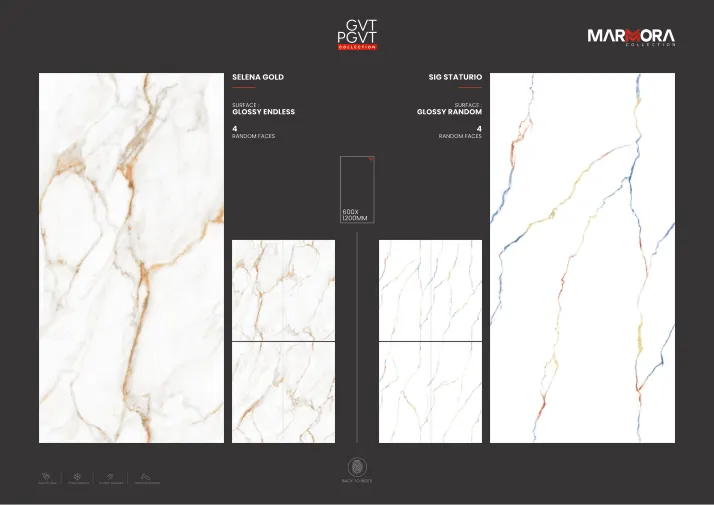 GVT
PGVT
COLLECTION
MARMORA
COLLECTION
SELENA GOLD
SURFACE :
GLOSSY ENDLESS
4
RANDOM FACES
SIG STATURIO
SURFACE :
GLOSSY RANDOM
4
RANDOM FACES
600X
1200MM
BACK TO INDEX